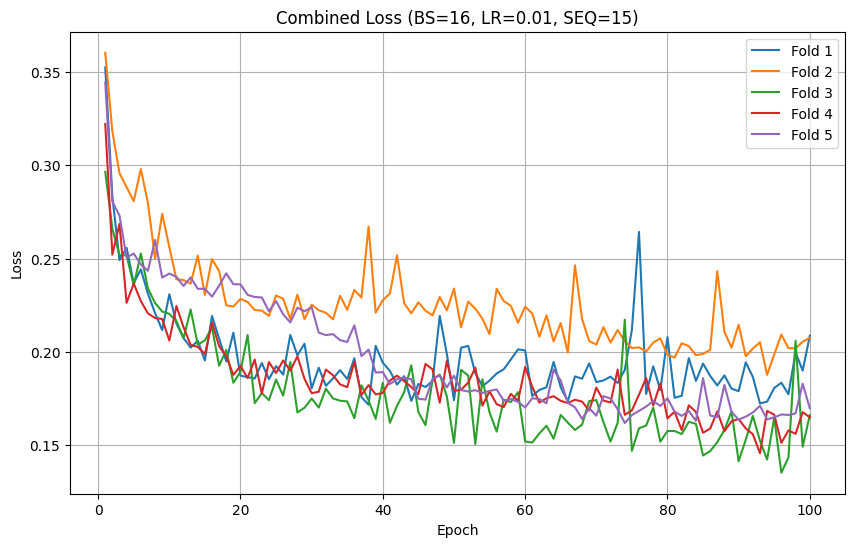 Combined Loss (BS=16, LR=0.01, SEQ=15)
Fold 1
Fold 2
Fold 3
Fold 4
Fold 5
Loss
0.35
0.30
0.25
0.20
0.15
0 20 40 60 80 100
Epoch